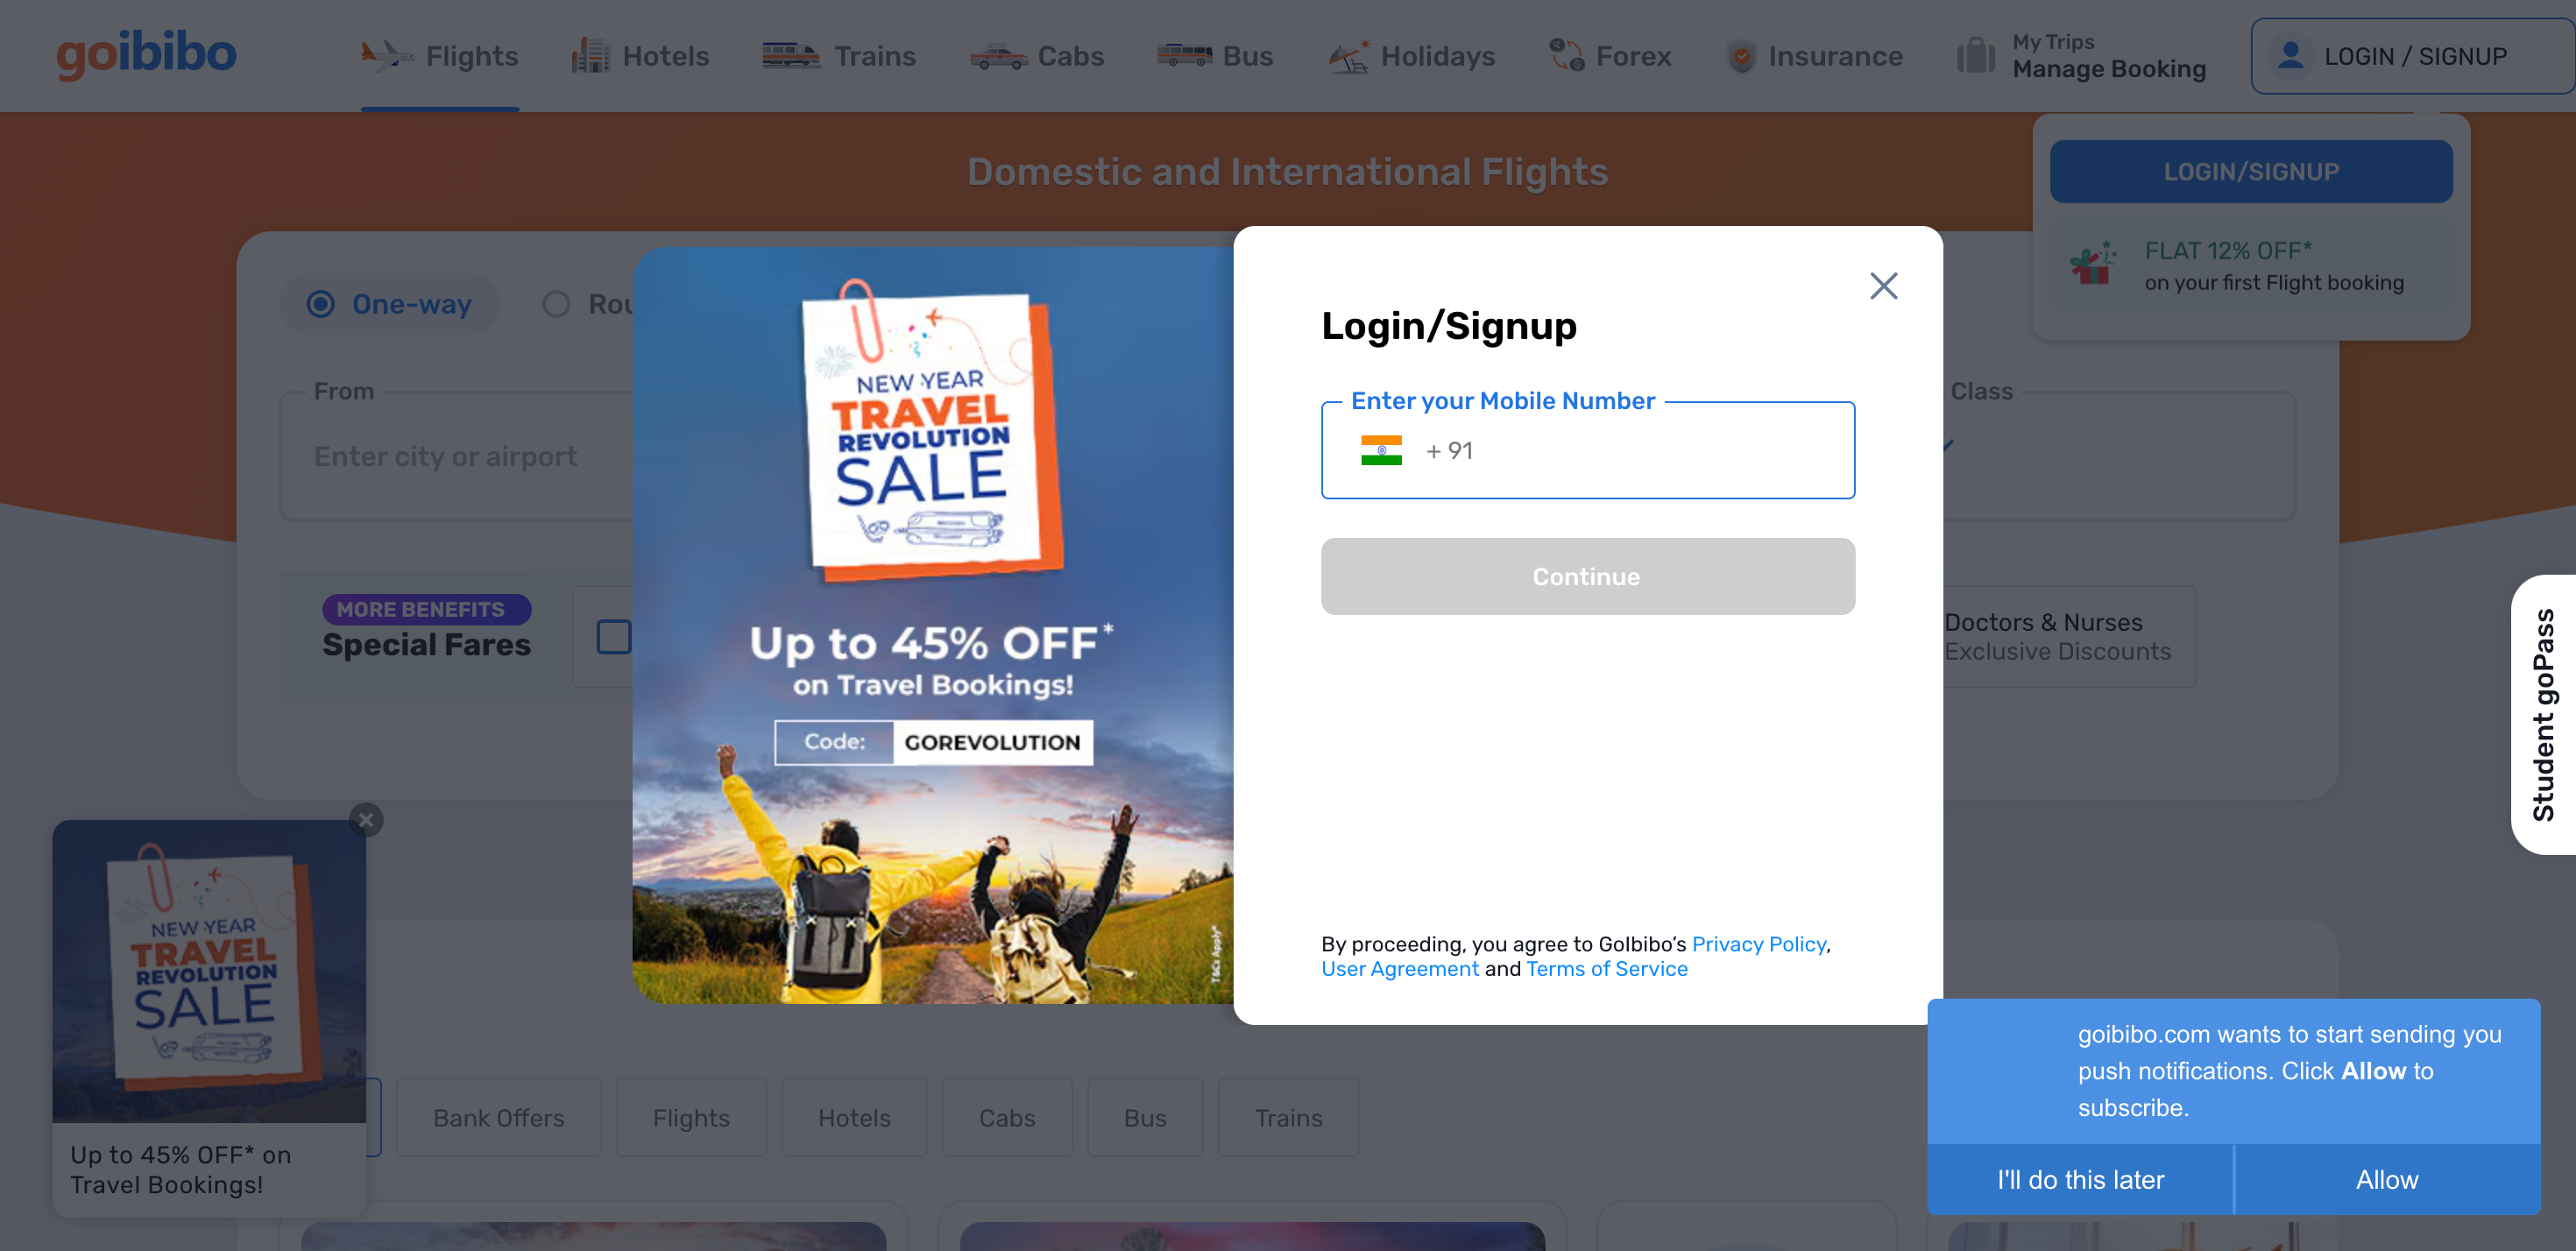 goibibo
Flights
Hotels
Trains
Cabs
Bus
Holidays
Forex
Insurance
My Trips
Manage Booking
LOGIN / SIGNUP
Domestic and International Flights
LOGIN/SIGNUP
FLAT 12% OFF*
on your first Flight booking
One-way
Rou
From
Enter city or airport
Class
MORE BENEFITS
Special Fares
Doctors & Nurses
Exclusive Discounts
NEW YEAR
TRAVEL
REVOLUTION
SALE
Up to 45% OFF*
on Travel Bookings!
Code: GOREVOLUTION
T&Cs Apply*
Login/Signup
Enter your Mobile Number
+ 91
Continue
By proceeding, you agree to GoIbibo’s Privacy Policy,
User Agreement and Terms of Service
Student goPass
NEW YEAR
TRAVEL
REVOLUTION
SALE
Up to 45% OFF* on
Travel Bookings!
Bank Offers
Flights
Hotels
Cabs
Bus
Trains
goibibo.com wants to start sending you
push notifications. Click Allow to
subscribe.
I'll do this later
Allow